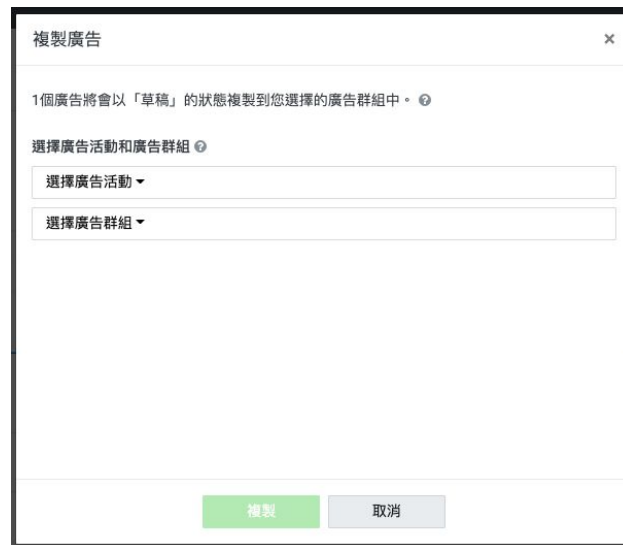 複製廣告
1個廣告將會以「草稿」的狀態複製到您選擇的廣告群組中。
選擇廣告活動和廣告群組
選擇廣告活動
選擇廣告群組
複製 取消